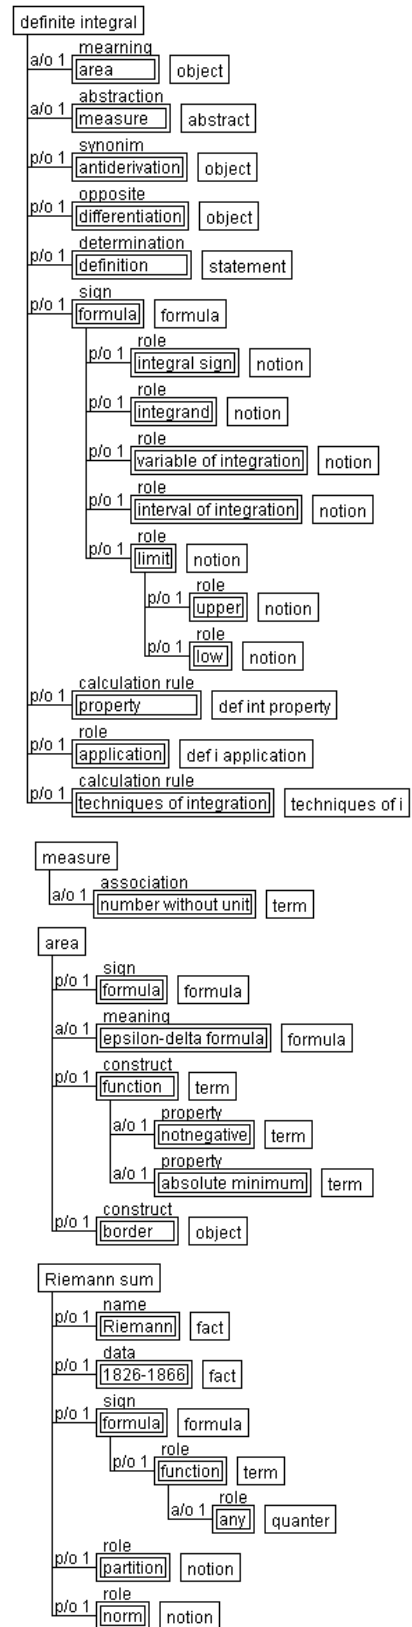 definite integral
mearning
a/o 1 area object
abstraction
a/o 1 measure abstract
synonim
p/o 1 antiderivation object
opposite
p/o 1 differentiation object
determination
p/o 1 definition statement
sign
p/o 1 formula formula
role
p/o 1 integral sign notion
role
p/o 1 integrand notion
role
p/o 1 variable of integration notion
role
p/o 1 interval of integration notion
role
p/o 1 limit notion
role
p/o 1 upper notion
role
p/o 1 low notion
calculation rule
p/o 1 property def int property
role
p/o 1 application def i application
calculation rule
p/o 1 techniques of integration techniques of i
measure
association
a/o 1 number without unit term
area
sign
p/o 1 formula formula
meaning
a/o 1 epsilon-delta formula formula
construct
p/o 1 function term
property
a/o 1 notnegative term
property
a/o 1 absolute minimum term
construct
p/o 1 border object
Riemann sum
name
p/o 1 Riemann fact
data
p/o 1 1826-1866 fact
sign
p/o 1 formula formula
role
p/o 1 function term
role
a/o 1 any quanter
role
p/o 1 partition notion
role
p/o 1 norm notion